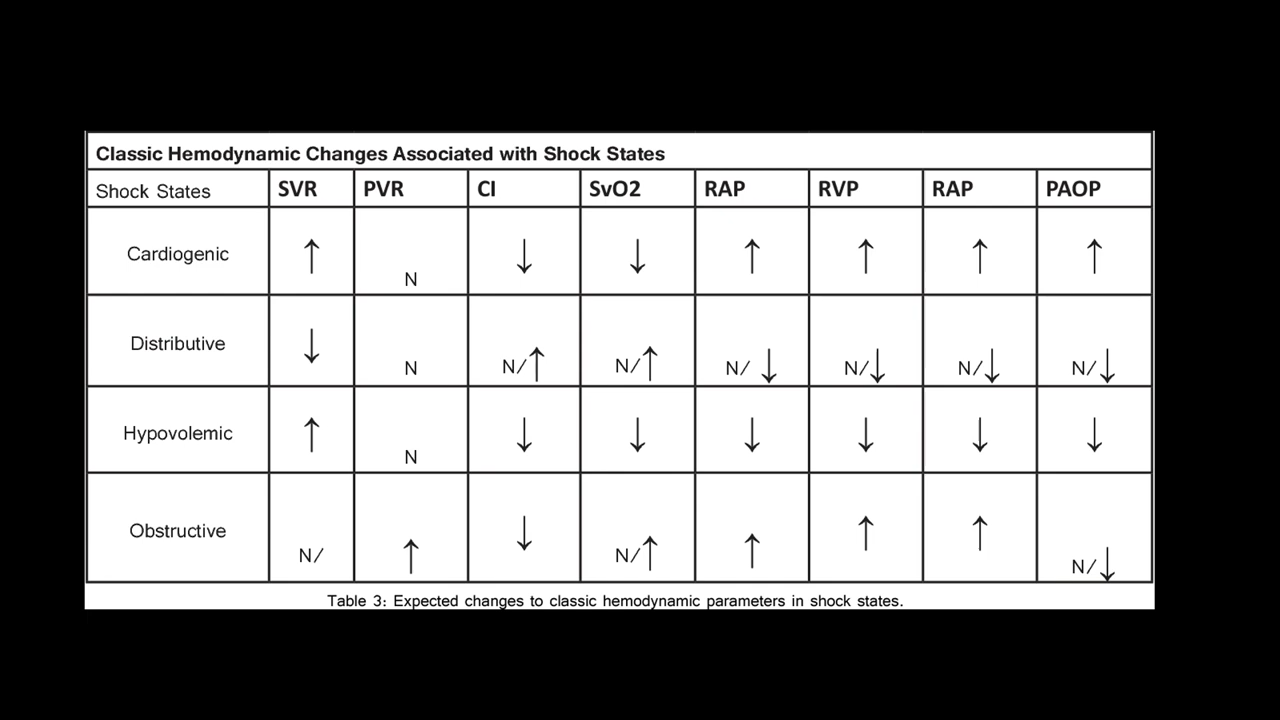 Classic Hemodynamic Changes Associated with Shock States
Shock States SVR PVR CI SvO2 RAP RVP RAP PAOP
Cardiogenic ↑ N ↓ ↓ ↑ ↑ ↑ ↑
Distributive ↓ N N/↑ N/↑ N/ ↓ N/↓ N/↓ N/↓
Hypovolemic ↑ N ↓ ↓ ↓ ↓ ↓ ↓
Obstructive N/ ↑ ↓ N/↑ ↑ ↑ ↑ N/↓
Table 3: Expected changes to classic hemodynamic parameters in shock states.